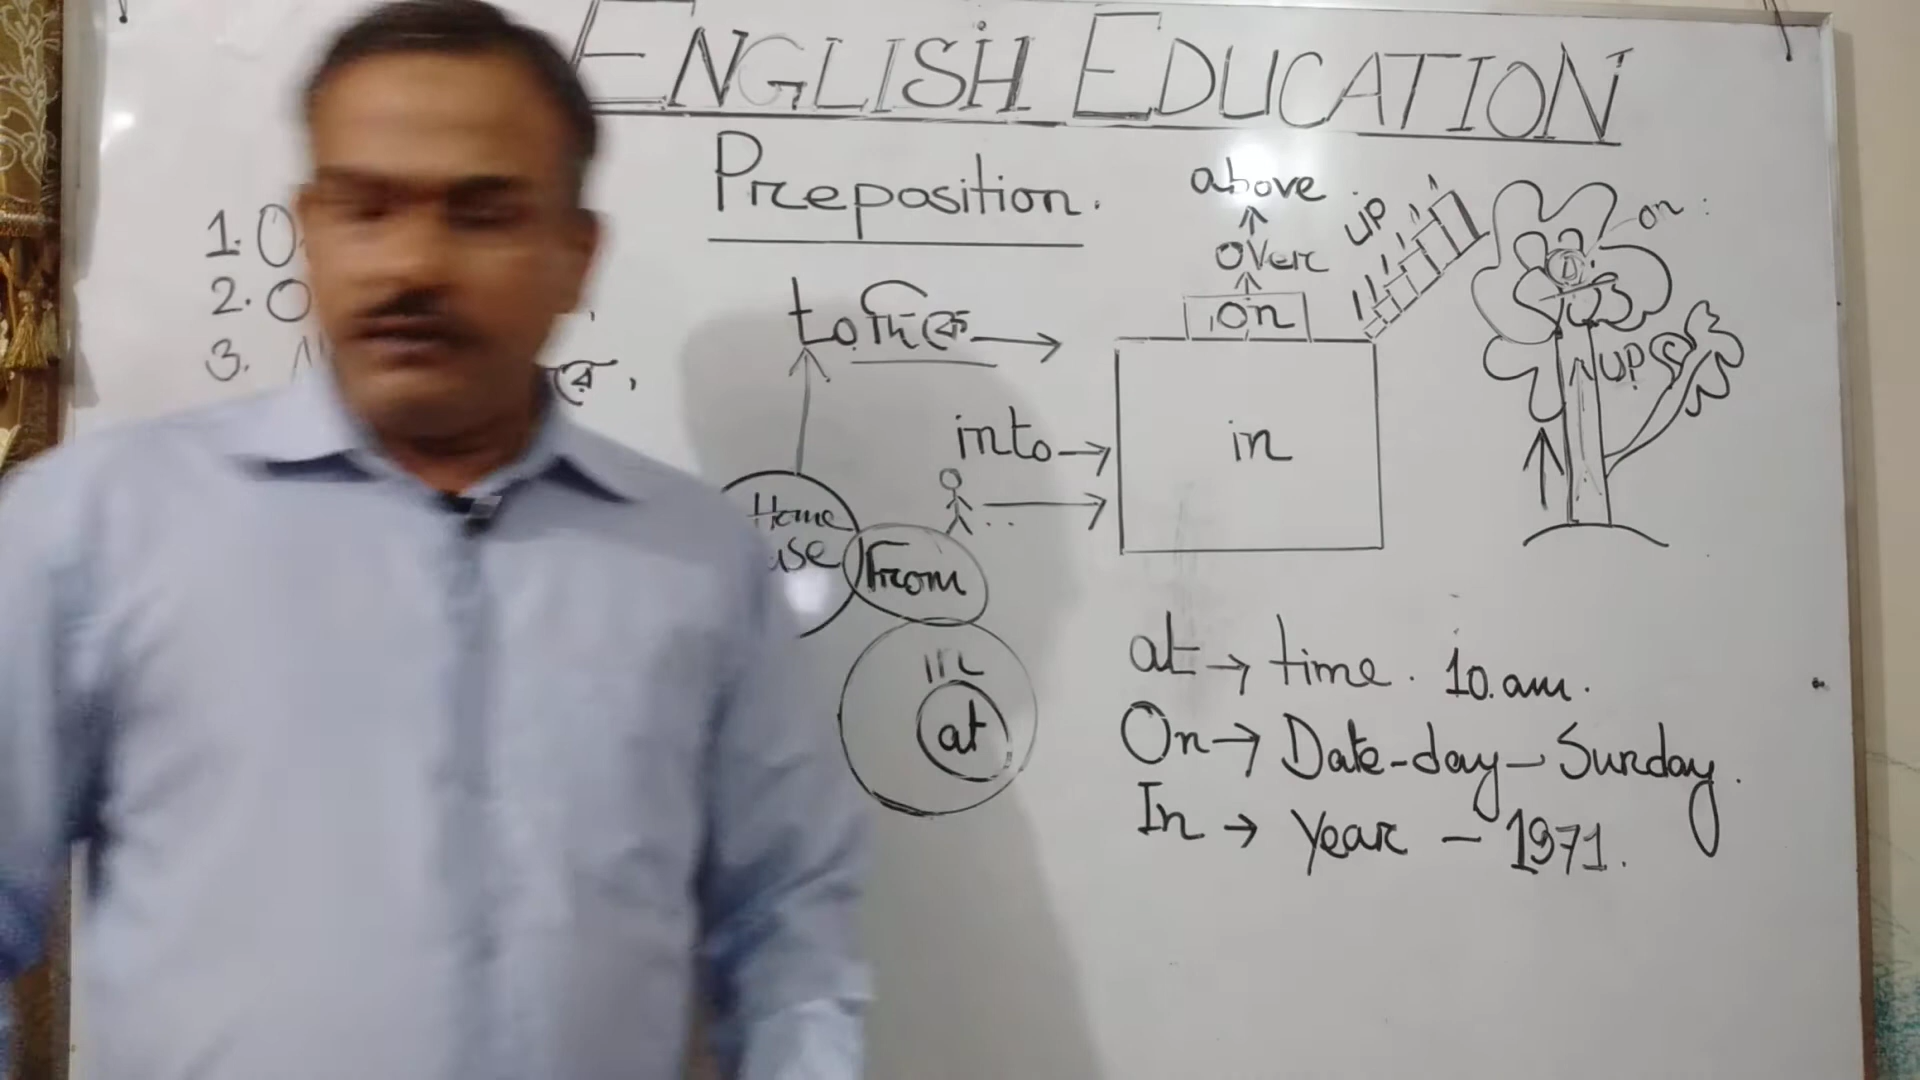 ENGLISH EDUCATION
Preposition.
1.
2.
3.
above
over
on
up
on
UP
to দিকে
into
in
Home
From
at
at → time. 10.am.
On → Date-day-Sunday.
In → Year - 1971.